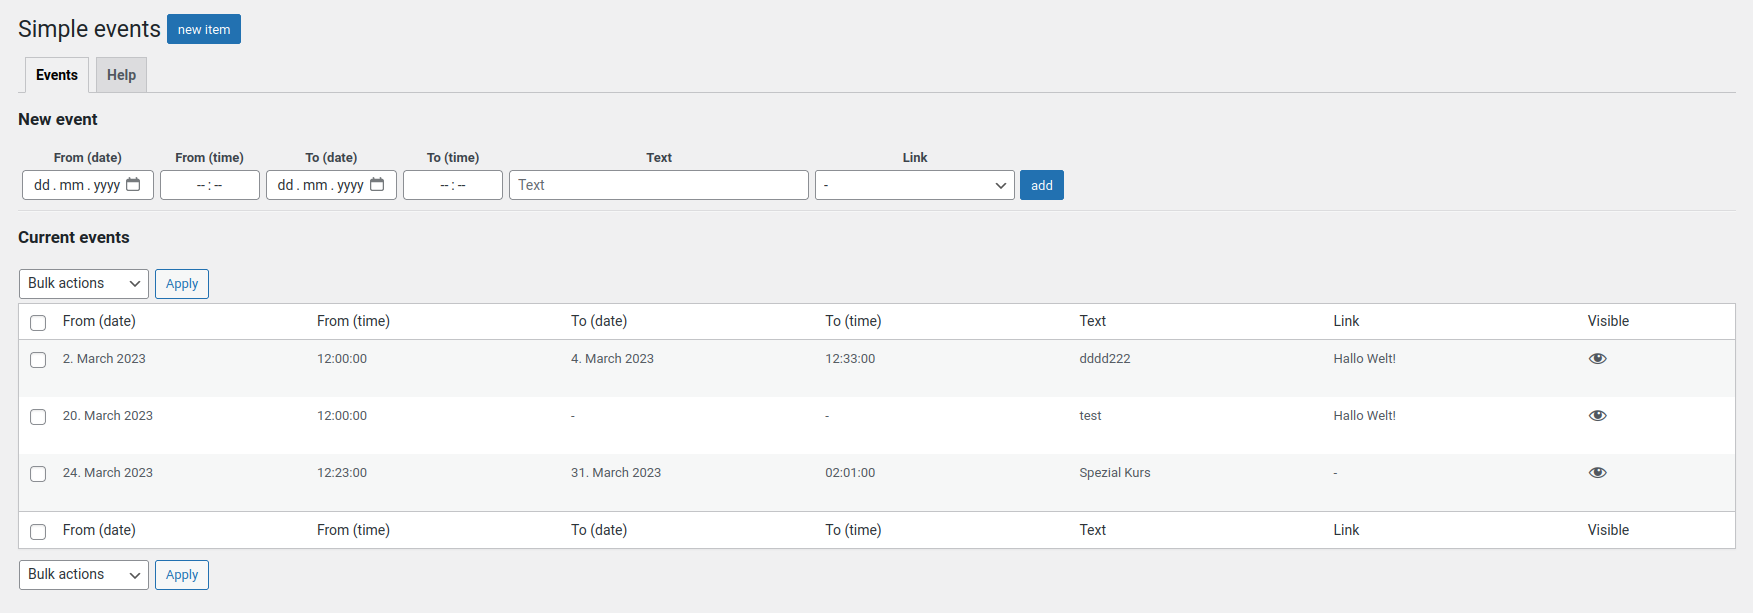 Simple events new item
Events Help
New event
From (date) From (time) To (date) To (time) Text Link
dd . mm . yyyy -- : -- dd . mm . yyyy -- : -- Text - add
Current events
Bulk actions Apply
From (date) From (time) To (date) To (time) Text Link Visible
2. March 2023 12:00:00 4. March 2023 12:33:00 dddd222 Hallo Welt!
20. March 2023 12:00:00 - - test Hallo Welt!
24. March 2023 12:23:00 31. March 2023 02:01:00 Spezial Kurs -
From (date) From (time) To (date) To (time) Text Link Visible
Bulk actions Apply